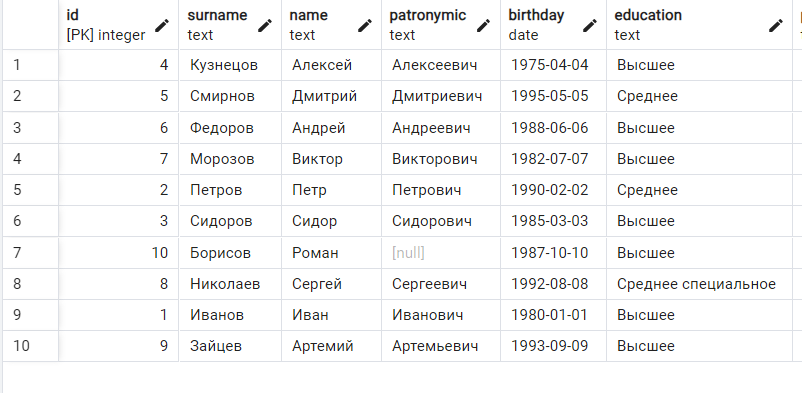 id surname name patronymic birthday education
[PK] integer text text text date text
1 4 Кузнецов Алексей Алексеевич 1975-04-04 Высшее
2 5 Смирнов Дмитрий Дмитриевич 1995-05-05 Среднее
3 6 Федоров Андрей Андреевич 1988-06-06 Высшее
4 7 Морозов Виктор Викторович 1982-07-07 Высшее
5 2 Петров Петр Петрович 1990-02-02 Среднее
6 3 Сидоров Сидор Сидорович 1985-03-03 Высшее
7 10 Борисов Роман [null] 1987-10-10 Высшее
8 8 Николаев Сергей Сергеевич 1992-08-08 Среднее специальное
9 1 Иванов Иван Иванович 1980-01-01 Высшее
10 9 Зайцев Артемий Артемьевич 1993-09-09 Высшее